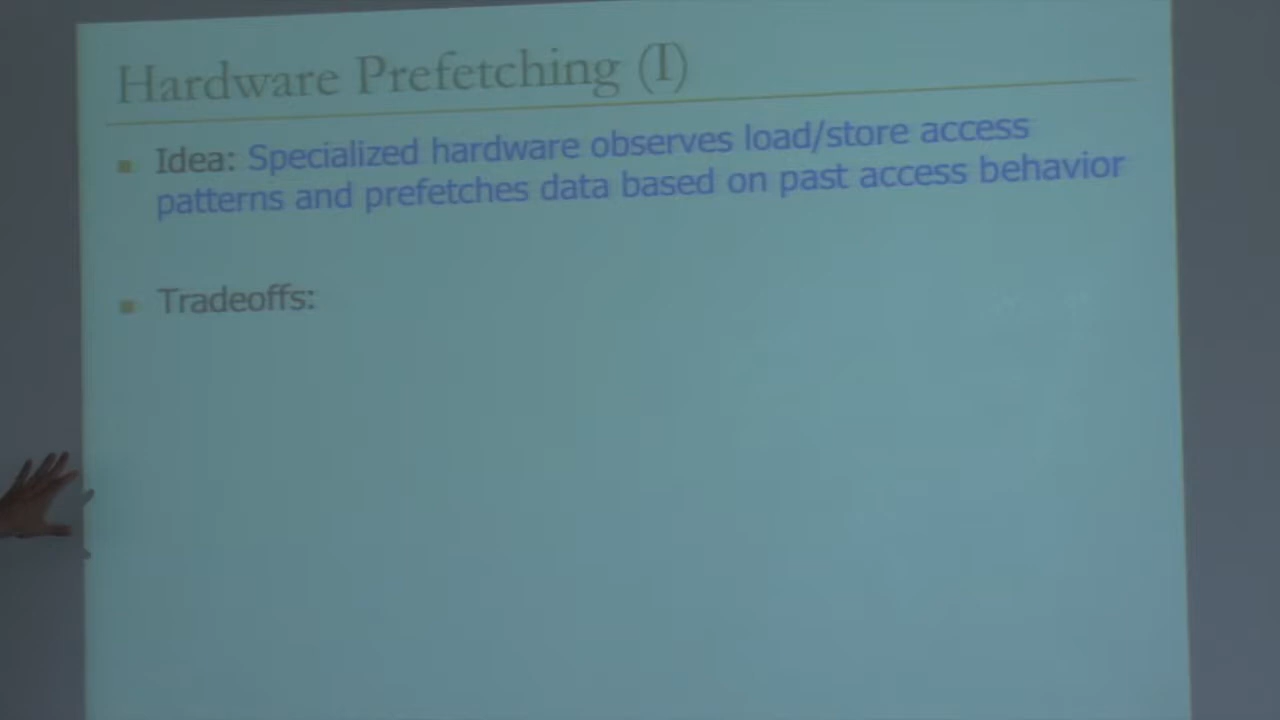 Hardware Prefetching (I)
Idea: Specialized hardware observes load/store access
patterns and prefetches data based on past access behavior
Tradeoffs: